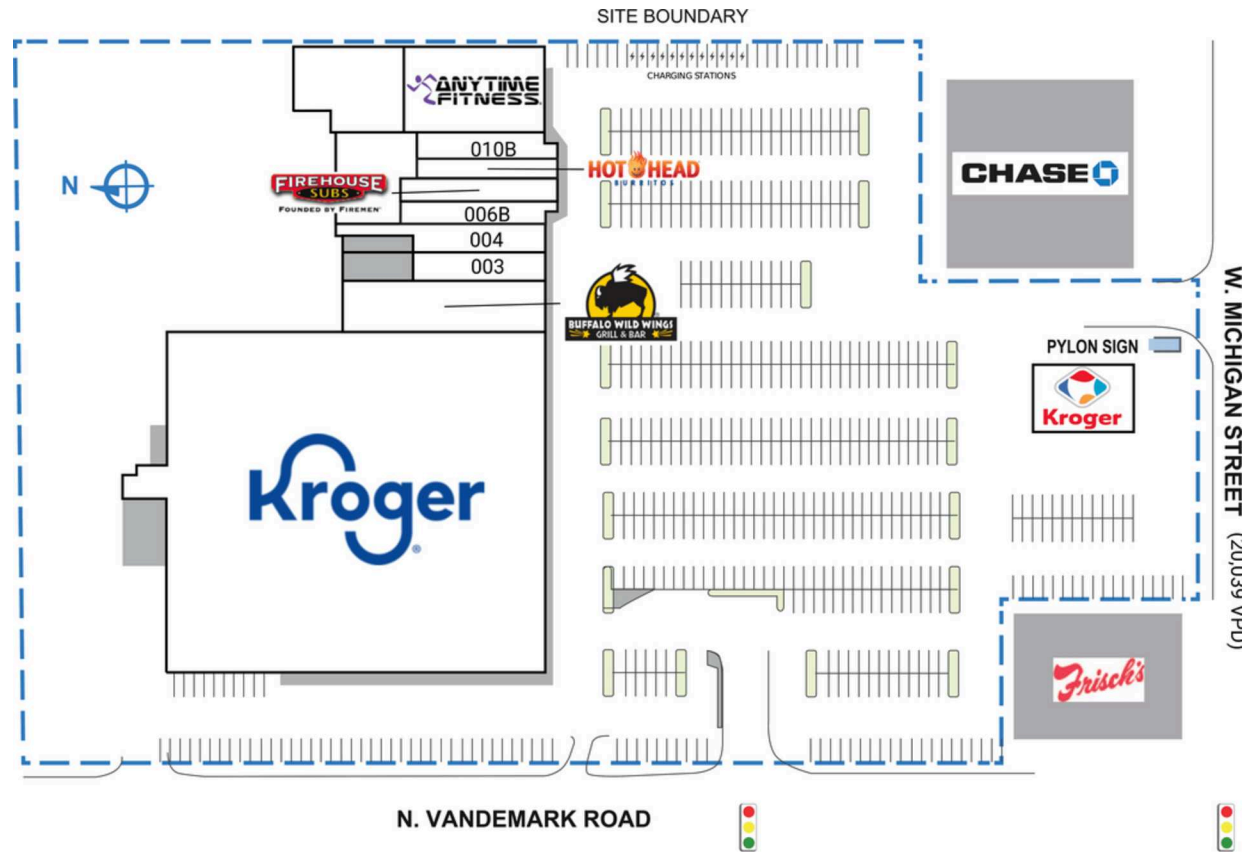 SITE BOUNDARY
CHARGING STATIONS
ANYTIME
FITNESS
010B
HOT HEAD
BURRITOS
N
FIREHOUSE
SUBS
FOUNDED BY FIREMEN
006B
004
003
BUFFALO WILD WINGS
GRILL & BAR
CHASE
PYLON SIGN
Kroger
Kroger
Frisch's
W. MICHIGAN STREET (20,039 VPD)
N. VANDEMARK ROAD